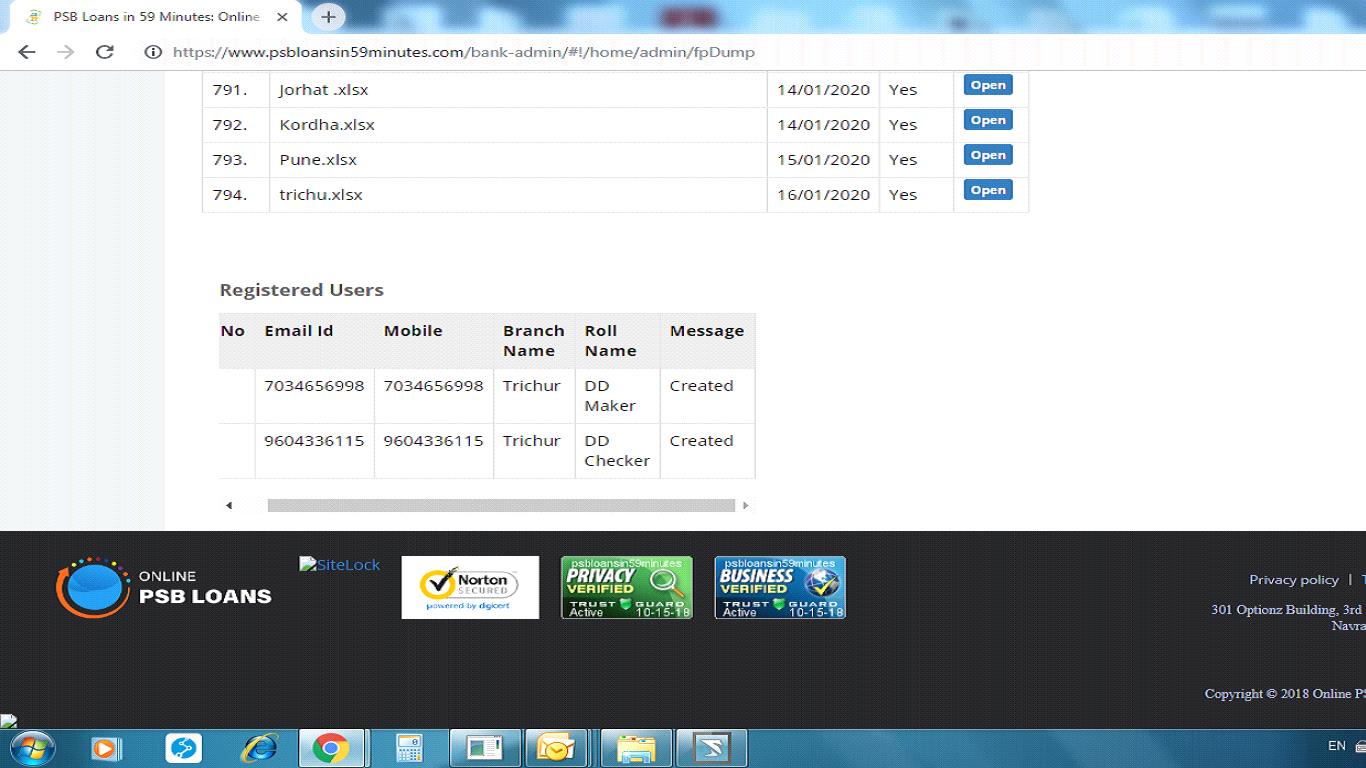 PSB Loans in 59 Minutes: Online
https://www.psbloansin59minutes.com/bank-admin/#!/home/admin/fpDump
791. Jorhat .xlsx 14/01/2020 Yes Open
792. Kordha.xlsx 14/01/2020 Yes Open
793. Pune.xlsx 15/01/2020 Yes Open
794. trichu.xlsx 16/01/2020 Yes Open
Registered Users
No Email Id Mobile Branch Name Roll Name Message
7034656998 7034656998 Trichur DD Maker Created
9604336115 9604336115 Trichur DD Checker Created
ONLINE
PSB LOANS
SiteLock
Norton
SECURED
powered by digicert
psbloansin59minutes
PRIVACY
VERIFIED
TRUST GUARD
Active 10-15-18
psbloansin59minutes
BUSINESS
VERIFIED
TRUST GUARD
Active 10-15-18
Privacy policy | T
301 Optionz Building, 3rd
Navra
Copyright © 2018 Online PS
EN